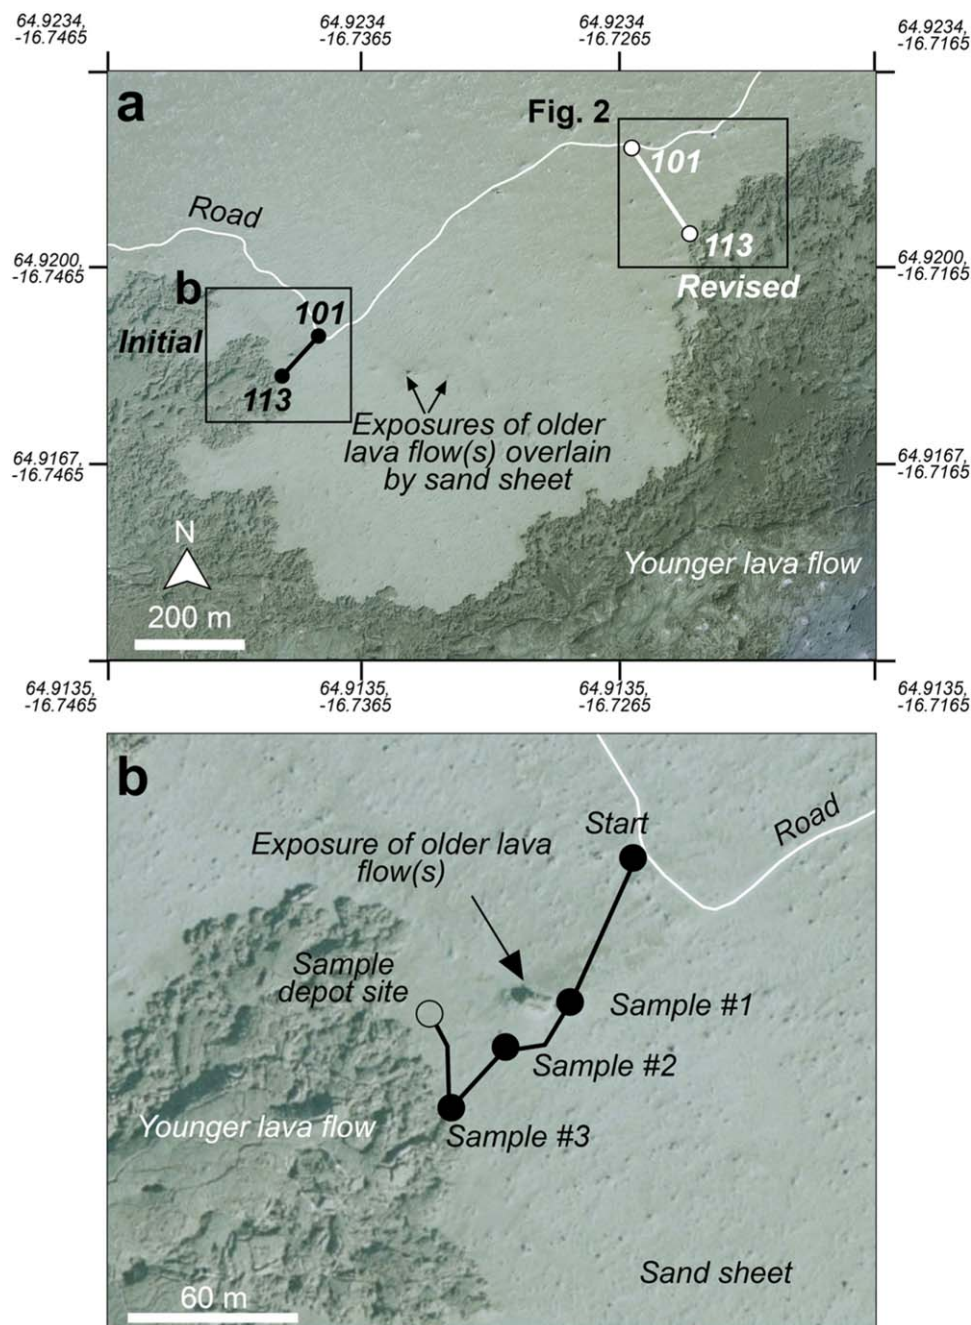 64.9234,
-16.7465
64.9234
-16.7365
64.9234
-16.7265
64.9234,
-16.7165
a
Fig. 2
101
113
Revised
Road
64.9200,
-16.7465
64.9200,
-16.7165
b
101
Initial
113
Exposures of older
lava flow(s) overlain
by sand sheet
64.9167,
-16.7465
64.9167,
-16.7165
N
200 m
Younger lava flow
64.9135,
-16.7465
64.9135,
-16.7365
64.9135,
-16.7265
64.9135,
-16.7165
b
Start
Road
Exposure of older lava
flow(s)
Sample
depot site
Sample #1
Sample #2
Younger lava flow
Sample #3
Sand sheet
60 m